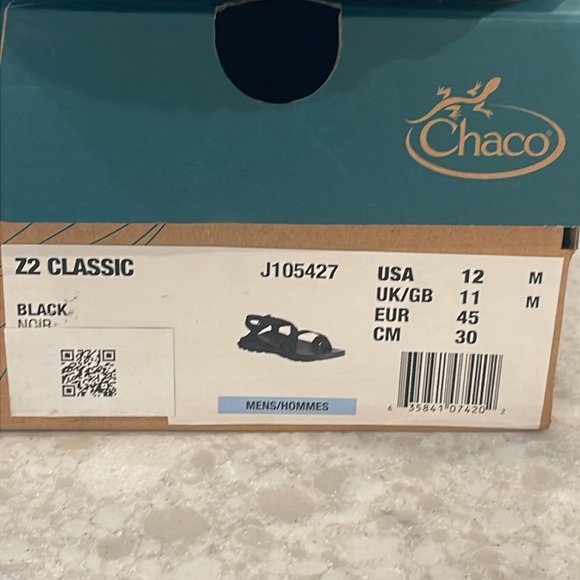 Chaco®
Z2 CLASSIC
J105427
BLACK
NOIR
USA 12 M
UK/GB 11 M
EUR 45
CM 30
MENS/HOMMES
6 35841 07420 2